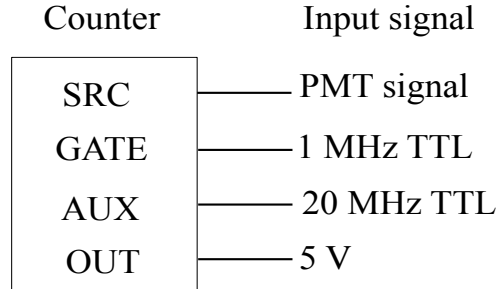 Counter Input signal
SRC PMT signal
GATE 1 MHz TTL
AUX 20 MHz TTL
OUT 5 V